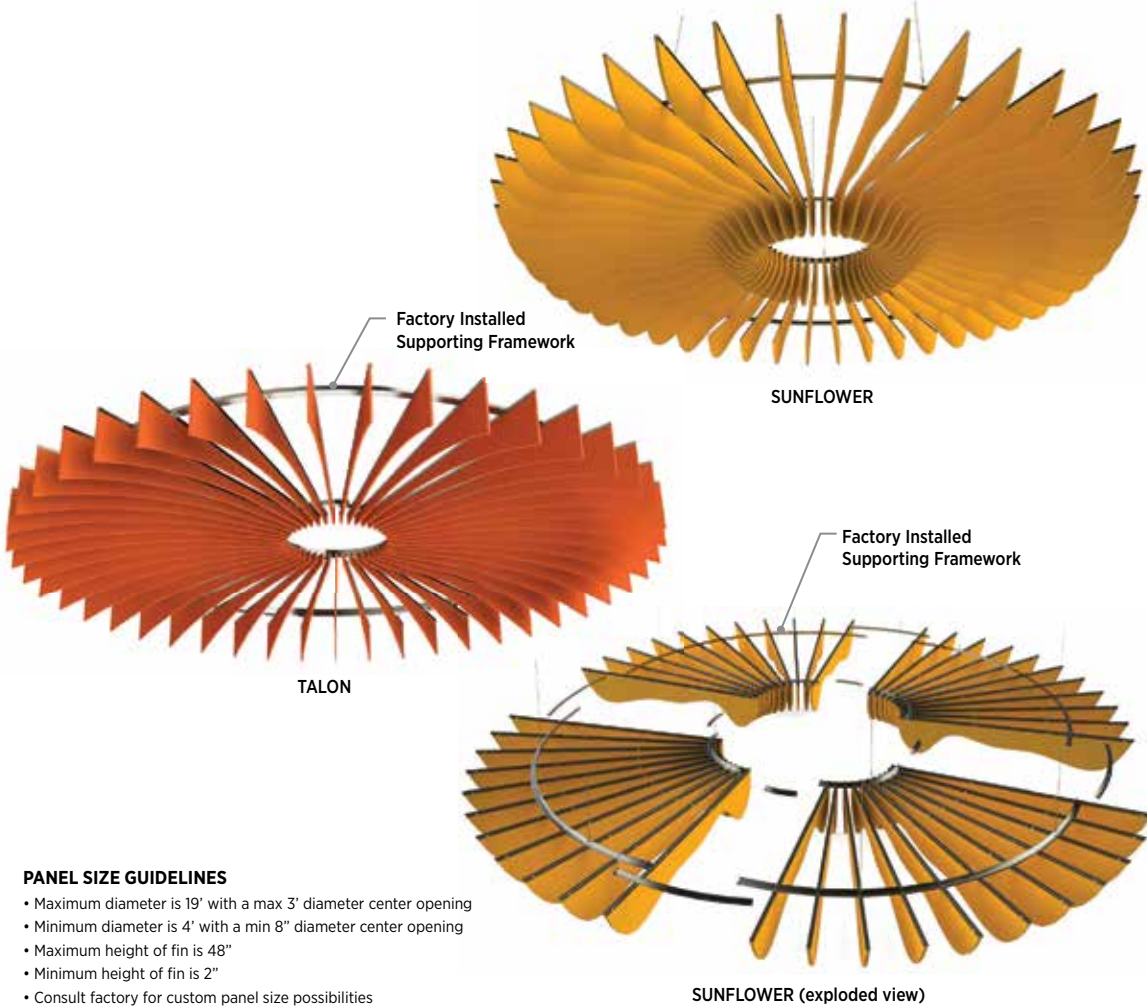 SUNFLOWER
Factory Installed
Supporting Framework
TALON
Factory Installed
Supporting Framework
PANEL SIZE GUIDELINES
• Maximum diameter is 19’ with a max 3’ diameter center opening
• Minimum diameter is 4’ with a min 8” diameter center opening
• Maximum height of fin is 48”
• Minimum height of fin is 2”
• Consult factory for custom panel size possibilities
SUNFLOWER (exploded view)